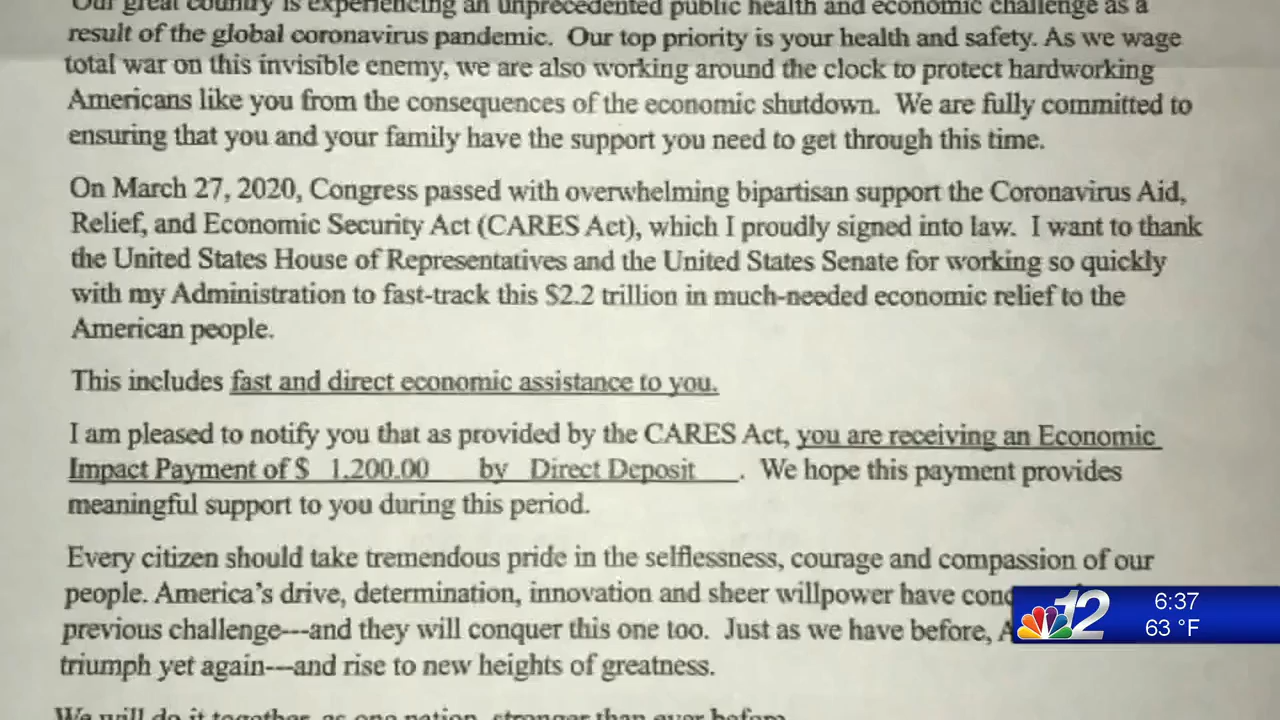 Our great country is experiencing an unprecedented public health and economic challenge as a
result of the global coronavirus pandemic. Our top priority is your health and safety. As we wage
total war on this invisible enemy, we are also working around the clock to protect hardworking
Americans like you from the consequences of the economic shutdown. We are fully committed to
ensuring that you and your family have the support you need to get through this time.
On March 27, 2020, Congress passed with overwhelming bipartisan support the Coronavirus Aid,
Relief, and Economic Security Act (CARES Act), which I proudly signed into law. I want to thank
the United States House of Representatives and the United States Senate for working so quickly
with my Administration to fast-track this $2.2 trillion in much-needed economic relief to the
American people.
This includes fast and direct economic assistance to you.
I am pleased to notify you that as provided by the CARES Act, you are receiving an Economic
Impact Payment of $ 1,200.00 by Direct Deposit . We hope this payment provides
meaningful support to you during this period.
Every citizen should take tremendous pride in the selflessness, courage and compassion of our
people. America's drive, determination, innovation and sheer willpower have
previous challenge---and they will conquer this one too. Just as we have before,
triumph yet again---and rise to new heights of greatness.
We will do it together, as one nation, stronger than ever before.
12
6:37
63 °F